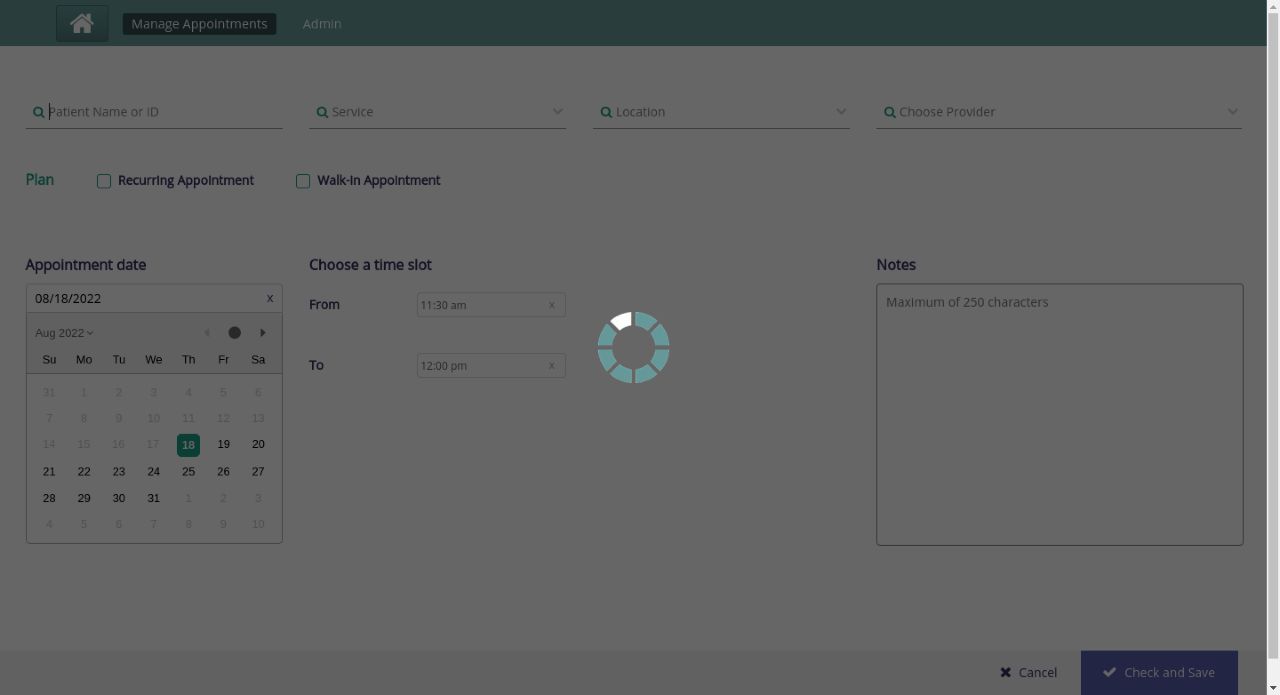 Manage Appointments
Admin
Patient Name or ID
Service
Location
Choose Provider
Plan
Recurring Appointment
Walk-In Appointment
Appointment date
08/18/2022
x
Aug 2022
Su Mo Tu We Th Fr Sa
31 1 2 3 4 5 6
7 8 9 10 11 12 13
14 15 16 17 18 19 20
21 22 23 24 25 26 27
28 29 30 31 1 2 3
4 5 6 7 8 9 10
Choose a time slot
From
11:30 am
x
To
12:00 pm
x
Notes
Maximum of 250 characters
Cancel
Check and Save